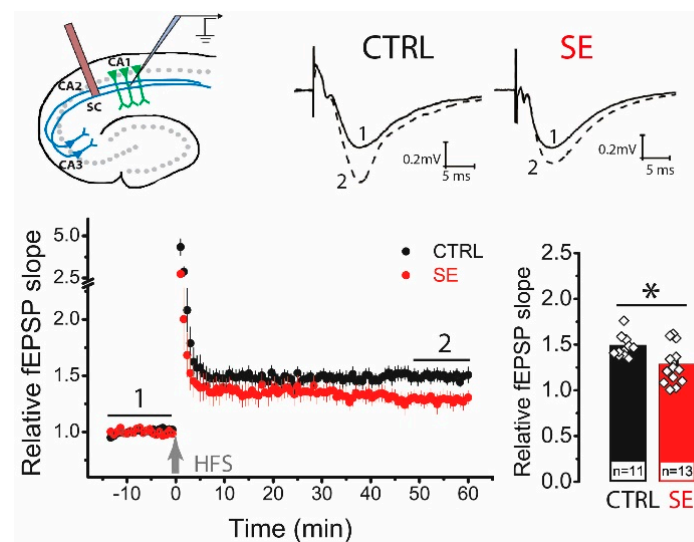 CA1
CA2
SC
CA3
CTRL
1
2
0.2mV
5 ms
SE
1
2
0.2mV
5 ms
Relative fEPSP slope
5.0
2.5
2.0
1.5
1.0
CTRL
SE
1
2
HFS
-10 0 10 20 30 40 50 60
Time (min)
Relative fEPSP slope
2.5
2.0
1.5
1.0
0.5
0.0
*
n=11 n=13
CTRL SE